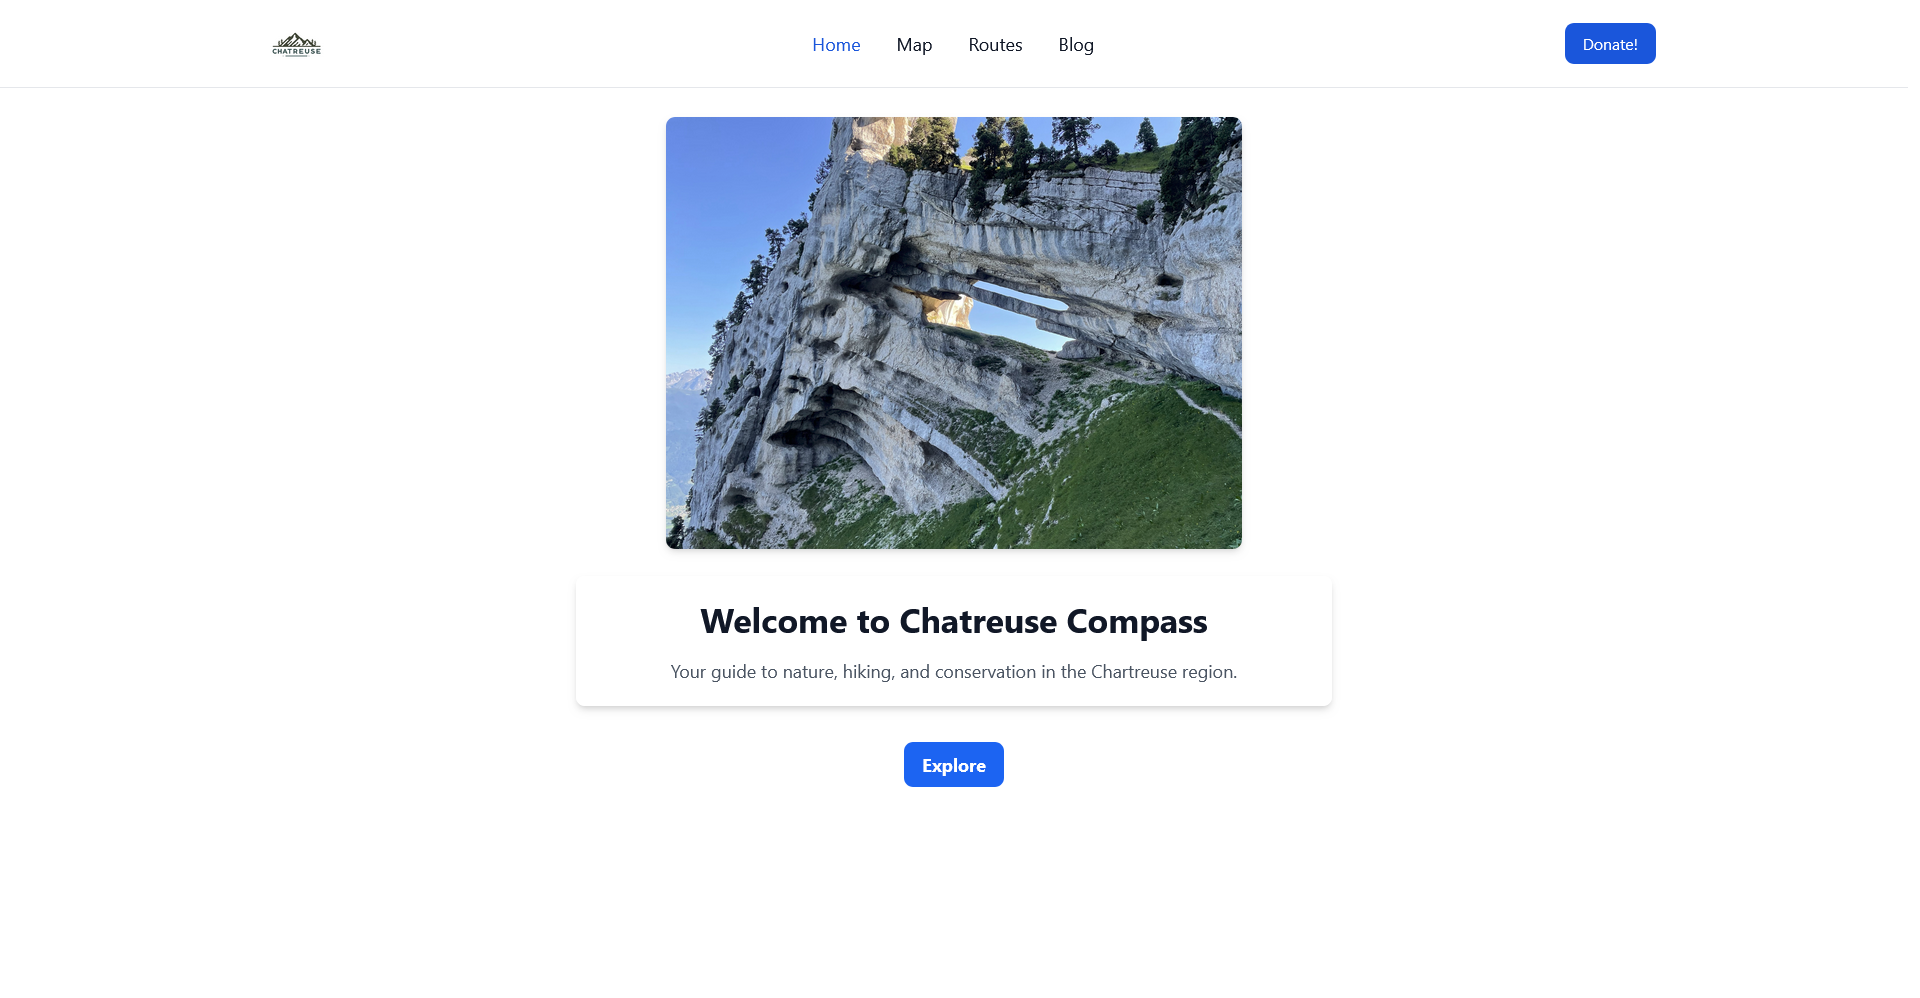 CHATREUSE
Home
Map
Routes
Blog
Donate!
Welcome to Chatreuse Compass
Your guide to nature, hiking, and conservation in the Chartreuse region.
Explore